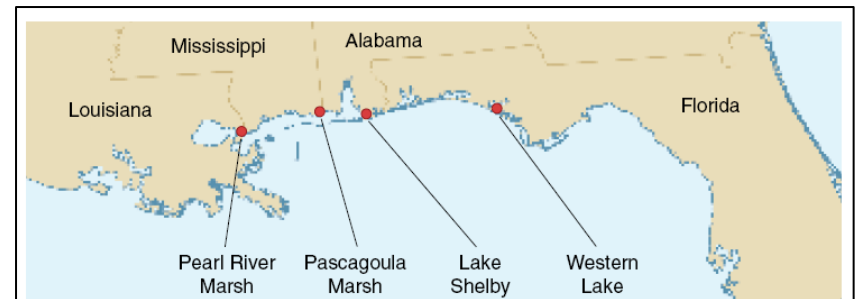 Mississippi
Alabama
Louisiana
Florida
Pearl River
Marsh
Pascagoula
Marsh
Lake
Shelby
Western
Lake